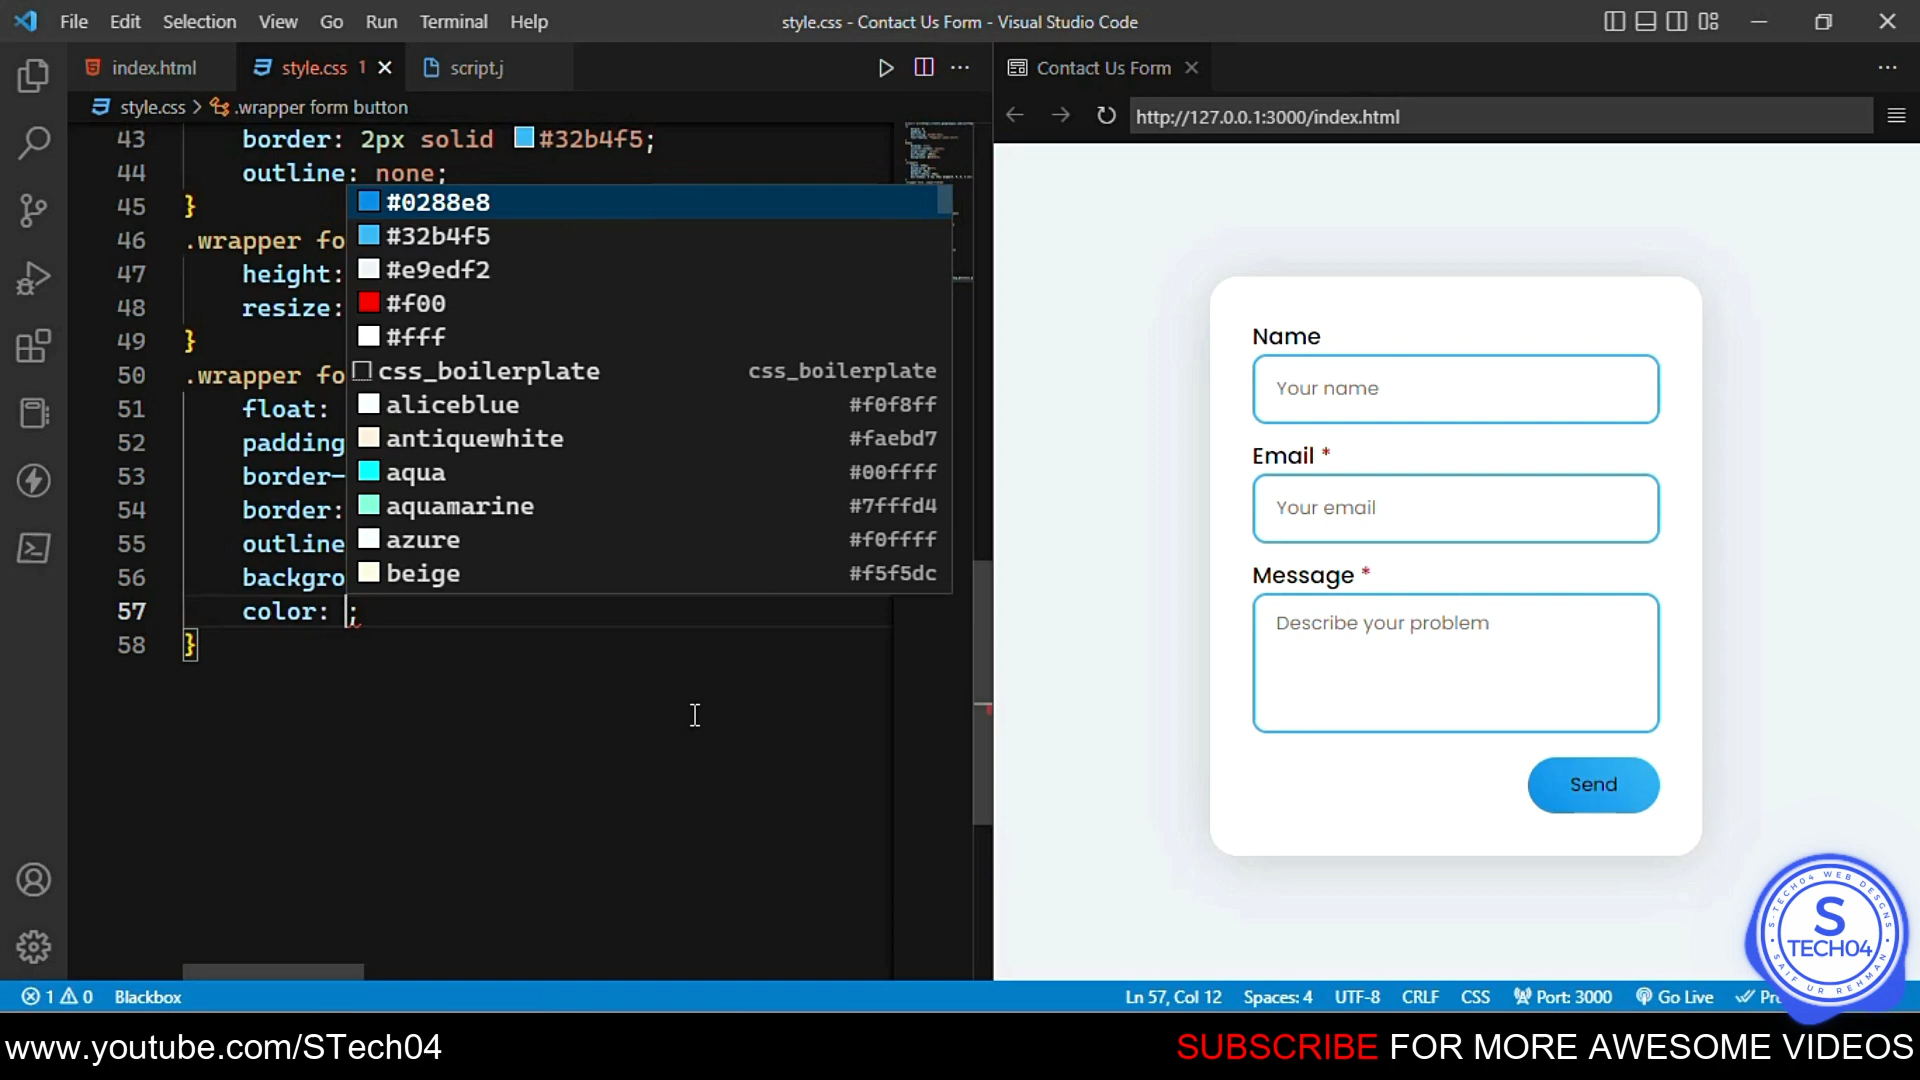 File Edit Selection View Go Run Terminal Help
style.css - Contact Us Form - Visual Studio Code
index.html
style.css 1
script.j
Contact Us Form
style.css > .wrapper form button
http://127.0.0.1:3000/index.html
43 border: 2px solid #32b4f5;
44 outline: none;
45 }
46 .wrapper fo
47 height:
48 resize:
49 }
50 .wrapper fo
51 float:
52 padding
53 border-
54 border:
55 outline
56 backgro
57 color: ;
58 }
#0288e8
#32b4f5
#e9edf2
#f00
#fff
css_boilerplate css_boilerplate
aliceblue #f0f8ff
antiquewhite #faebd7
aqua #00ffff
aquamarine #7fffd4
azure #f0ffff
beige #f5f5dc
Name
Your name
Email *
Your email
Message *
Describe your problem
Send
S-TECH04 WEB DESGNS
S
TECH04
SAIF UR REHMAN
1 0 Blackbox
Ln 57, Col 12 Spaces: 4 UTF-8 CRLF CSS Port: 3000 Go Live
www.youtube.com/STech04
SUBSCRIBE FOR MORE AWESOME VIDEOS